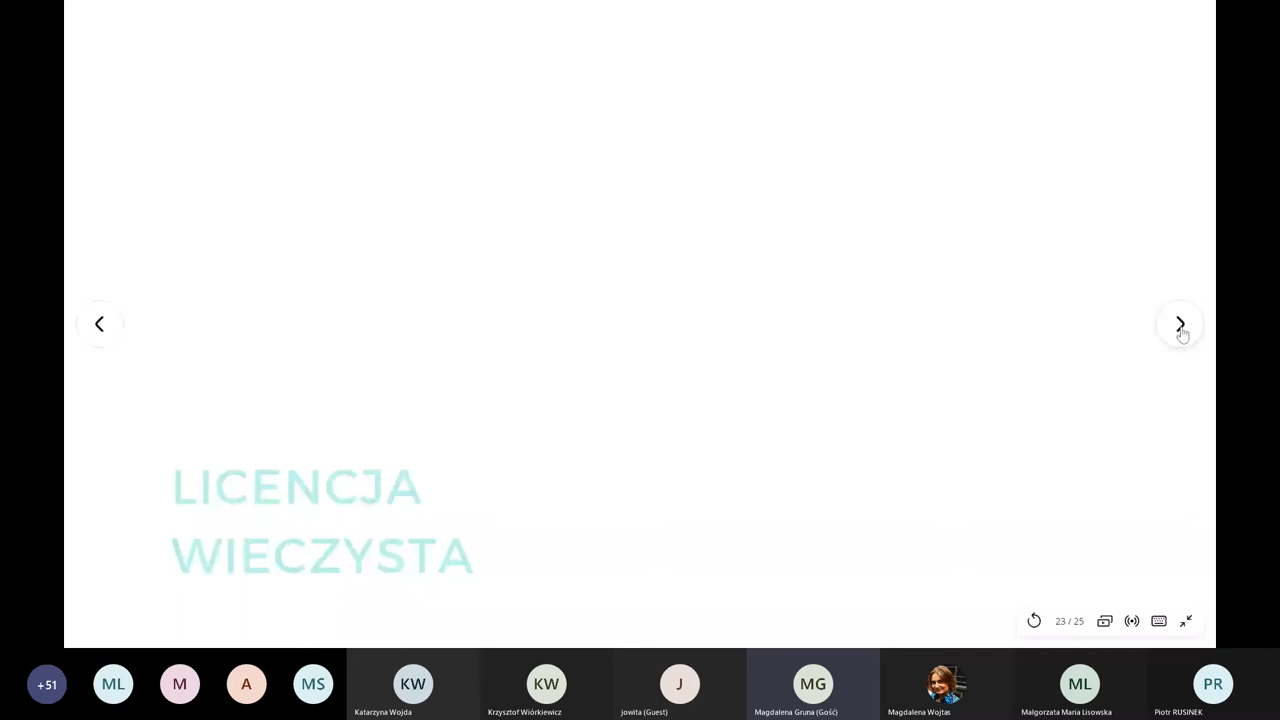 LICENCJA
WIECZYSTA
23 / 25
+51
ML
M
A
MS
KW
Katarzyna Wojda
KW
Krzysztof Wiórkiewicz
J
jowita (Guest)
MG
Magdalena Gruna (Gość)
Magdalena Wojtas
ML
Małgorzata Maria Lisowska
PR
Piotr RUSINEK